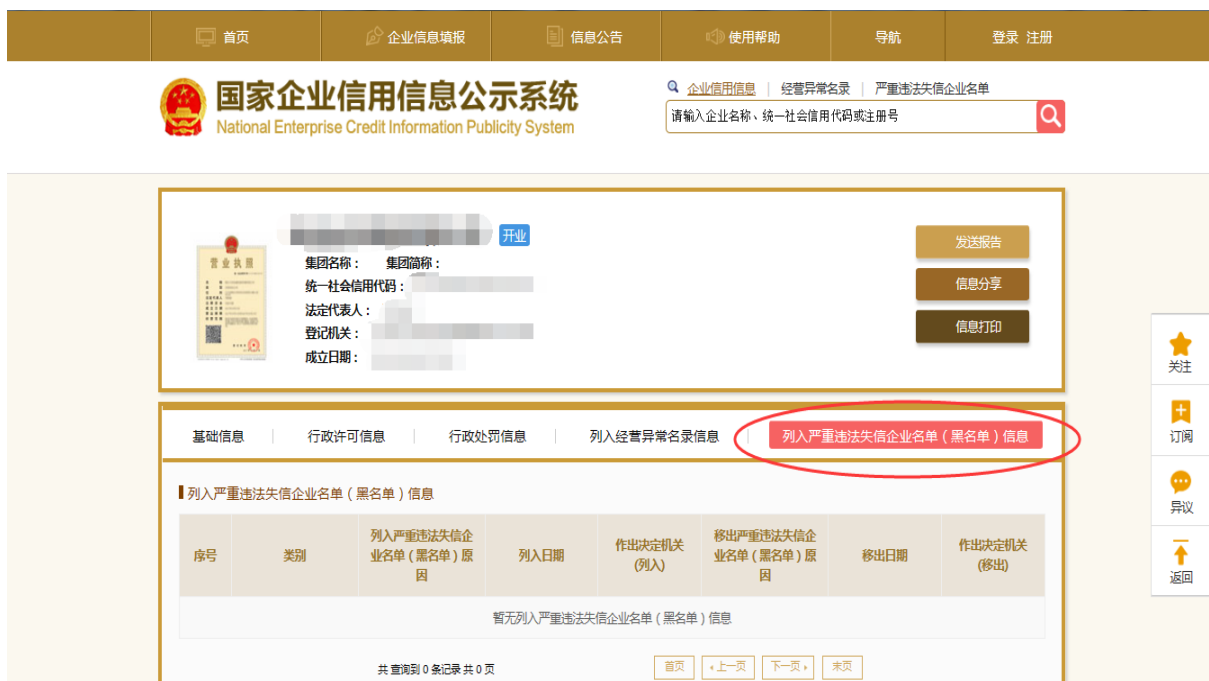 首页 企业信息填报 信息公告 使用帮助 导航 登录 注册
国家企业信用信息公示系统
National Enterprise Credit Information Publicity System
企业信用信息 | 经营异常名录 | 严重违法失信企业名单
请输入企业名称、统一社会信用代码或注册号
营业执照
开业
集团名称： 集团简称：
统一社会信用代码：
法定代表人：
登记机关：
成立日期：
发送报告
信息分享
信息打印
关注
订阅
异议
返回
基础信息 | 行政许可信息 | 行政处罚信息 | 列入经营异常名录信息 | 列入严重违法失信企业名单（黑名单）信息
列入严重违法失信企业名单（黑名单）信息
序号 类别 列入严重违法失信企业名单（黑名单）原因 列入日期 作出决定机关(列入) 移出严重违法失信企业名单（黑名单）原因 移出日期 作出决定机关(移出)
暂无列入严重违法失信企业名单（黑名单）信息
共 查询到 0 条记录 共 0 页 首页 上一页 下一页 末页